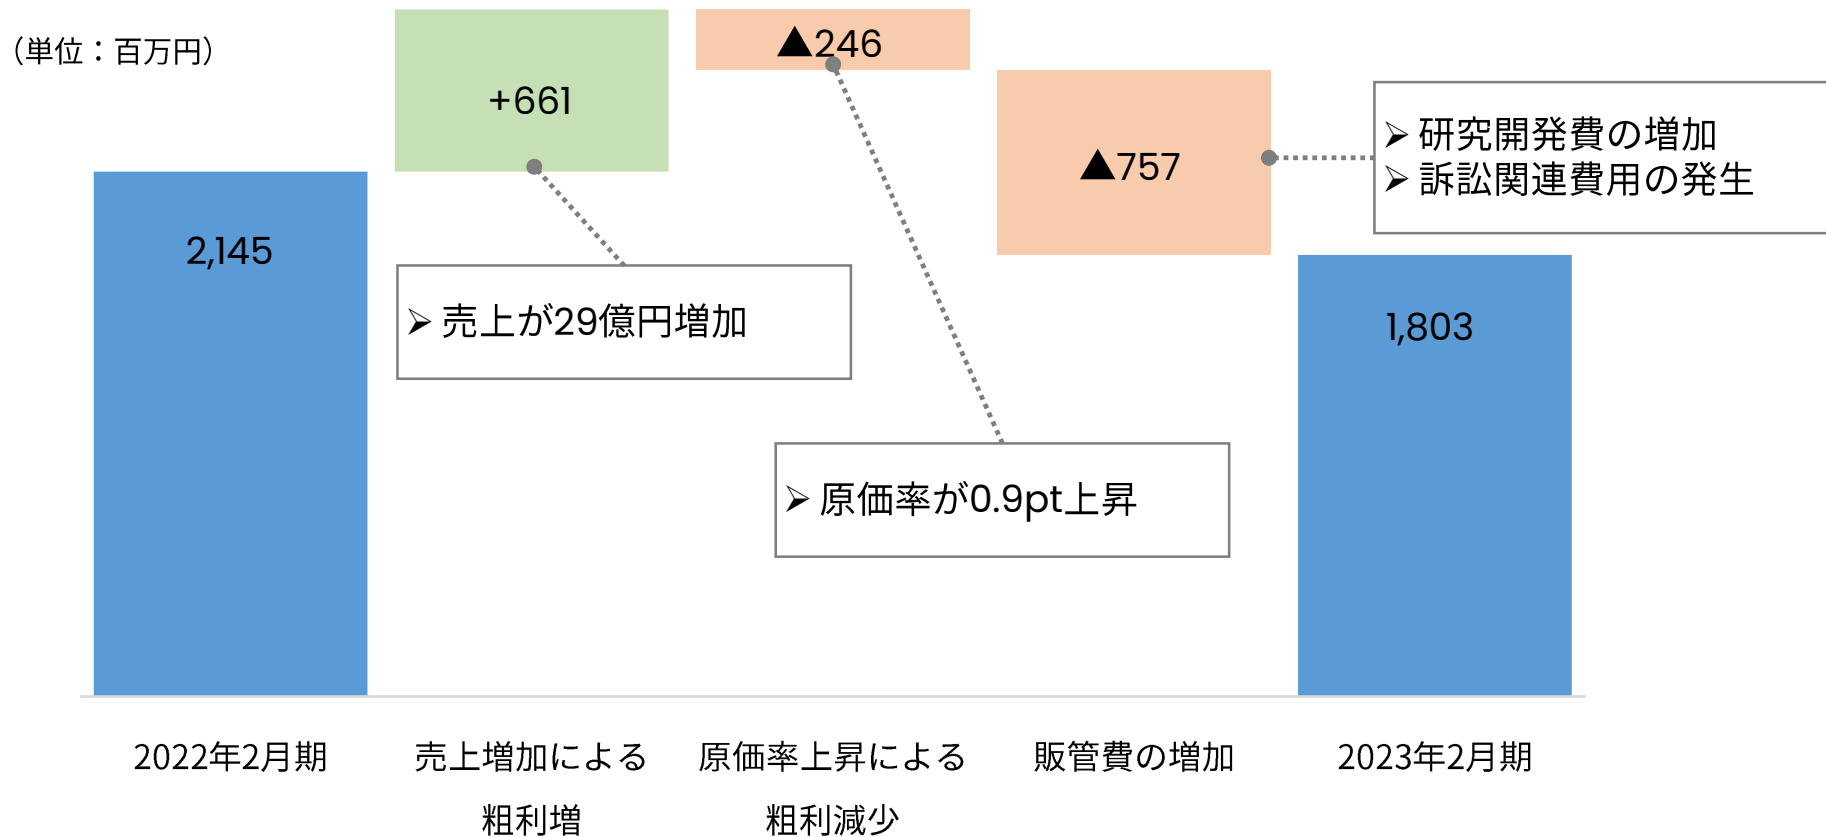 （単位：百万円）
+661
▲246
▲757
➢ 研究開発費の増加
➢ 訴訟関連費用の発生
2,145
➢ 売上が29億円増加
1,803
➢ 原価率が0.9pt上昇
2022年2月期
売上増加による
粗利増
原価率上昇による
粗利減少
販管費の増加
2023年2月期